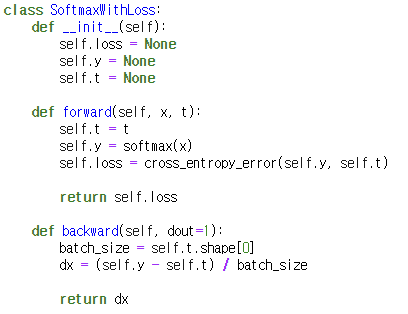 class SoftmaxWithLoss:
    def __init__(self):
        self.loss = None
        self.y = None
        self.t = None

    def forward(self, x, t):
        self.t = t
        self.y = softmax(x)
        self.loss = cross_entropy_error(self.y, self.t)

        return self.loss

    def backward(self, dout=1):
        batch_size = self.t.shape[0]
        dx = (self.y - self.t) / batch_size

        return dx